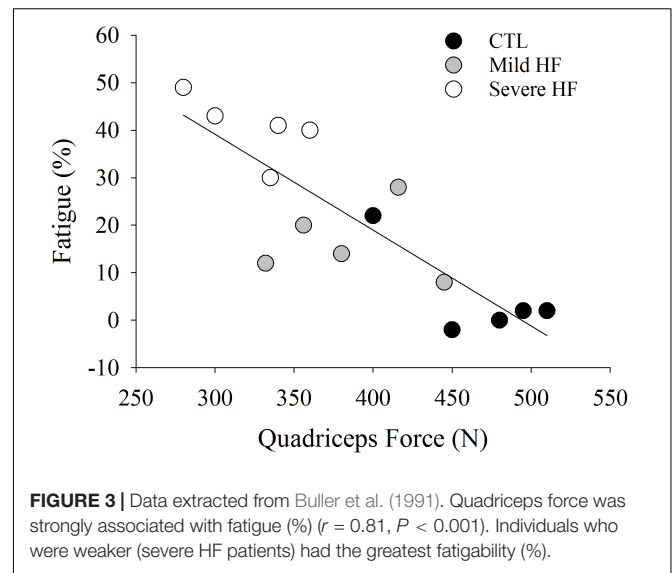 60
50
40
30
20
10
0
-10
Fatigue (%)
CTL
Mild HF
Severe HF
250 300 350 400 450 500 550
Quadriceps Force (N)
FIGURE 3 | Data extracted from Buller et al. (1991). Quadriceps force was
strongly associated with fatigue (%) (r = 0.81, P < 0.001). Individuals who
were weaker (severe HF patients) had the greatest fatigability (%).